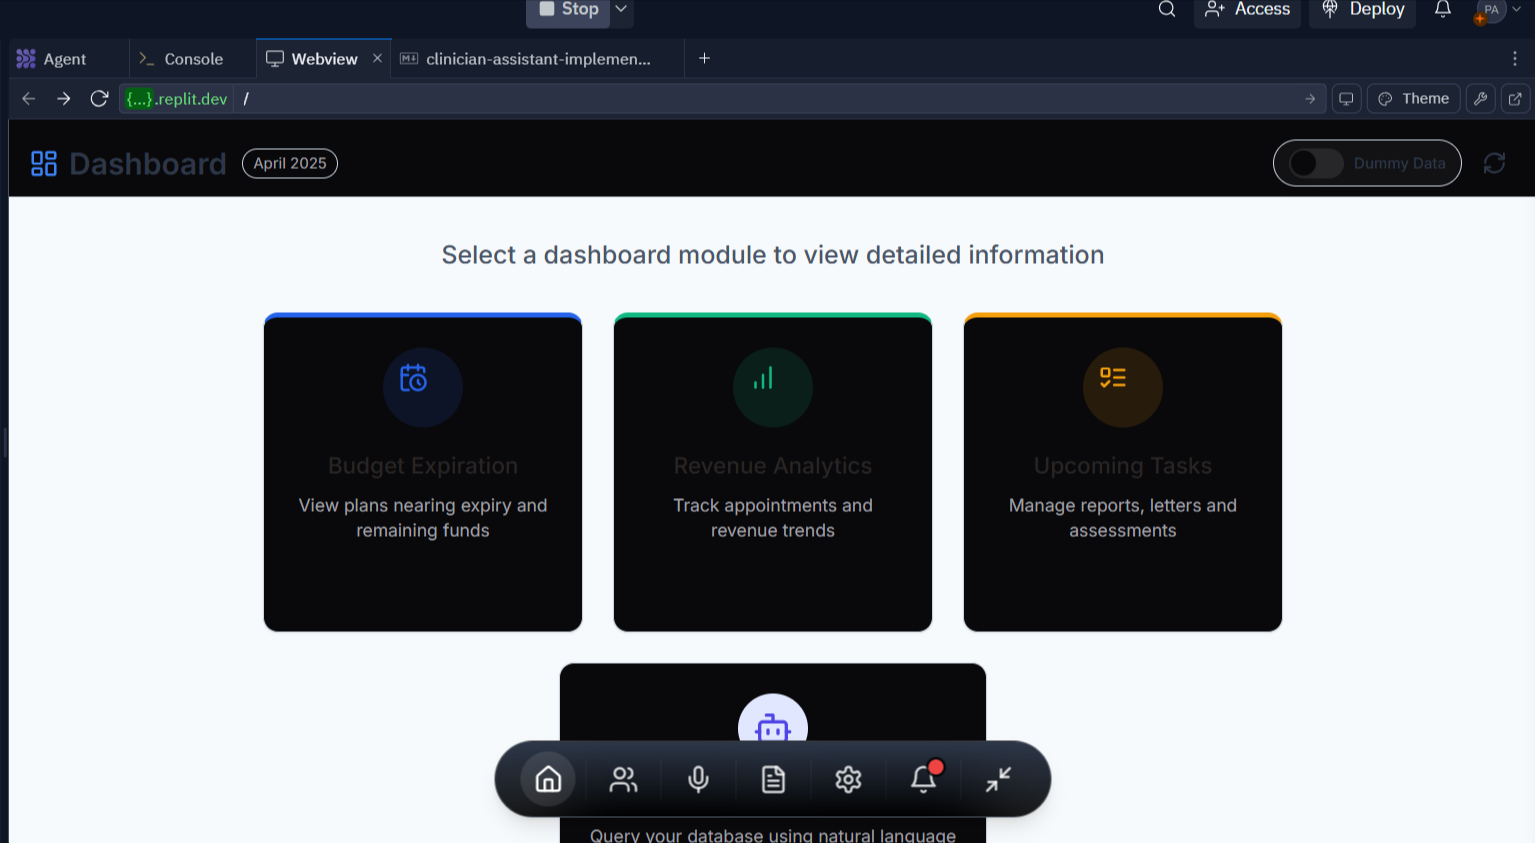 Stop
Access
Deploy
PA
Agent
Console
Webview
clinician-assistant-implemen...
{...}.replit.dev /
Theme
Dashboard
April 2025
Dummy Data
Select a dashboard module to view detailed information
Budget Expiration
View plans nearing expiry and
remaining funds
Revenue Analytics
Track appointments and
revenue trends
Upcoming Tasks
Manage reports, letters and
assessments
Query your database using natural language